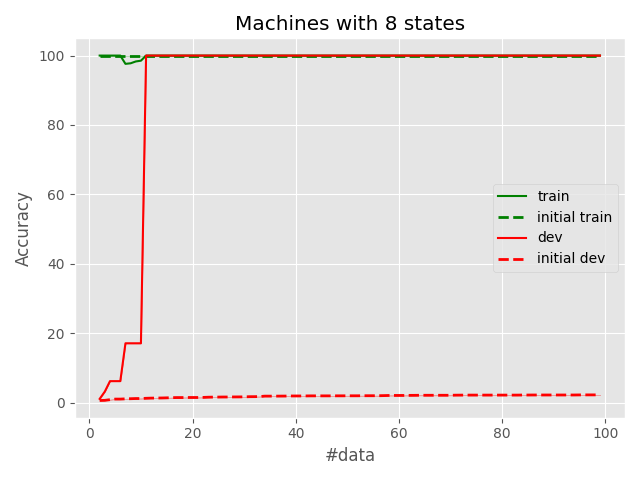 Machines with 8 states
Accuracy
100
80
60
40
20
0
train
initial train
dev
initial dev
0 20 40 60 80 100
#data